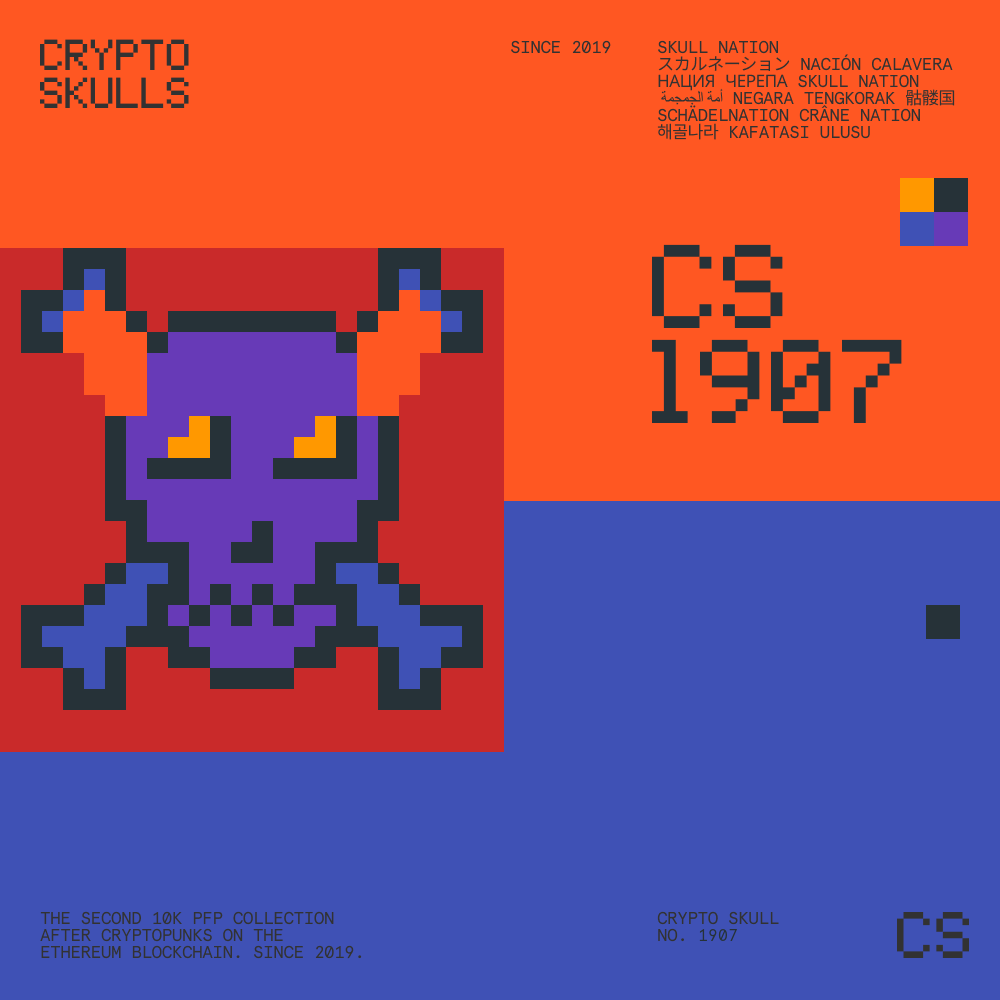 CRYPTO
SKULLS
SINCE 2019
SKULL NATION
スカルネーション NACIÓN CALAVERA
НАЦИЯ ЧЕРЕПА SKULL NATION
أمة الجمجمة NEGARA TENGKORAK 骷髅国
SCHÄDELNATION CRÂNE NATION
해골나라 KAFATASI ULUSU
CS
1907
THE SECOND 10K PFP COLLECTION
AFTER CRYPTOPUNKS ON THE
ETHEREUM BLOCKCHAIN. SINCE 2019.
CRYPTO SKULL
NO. 1907
CS